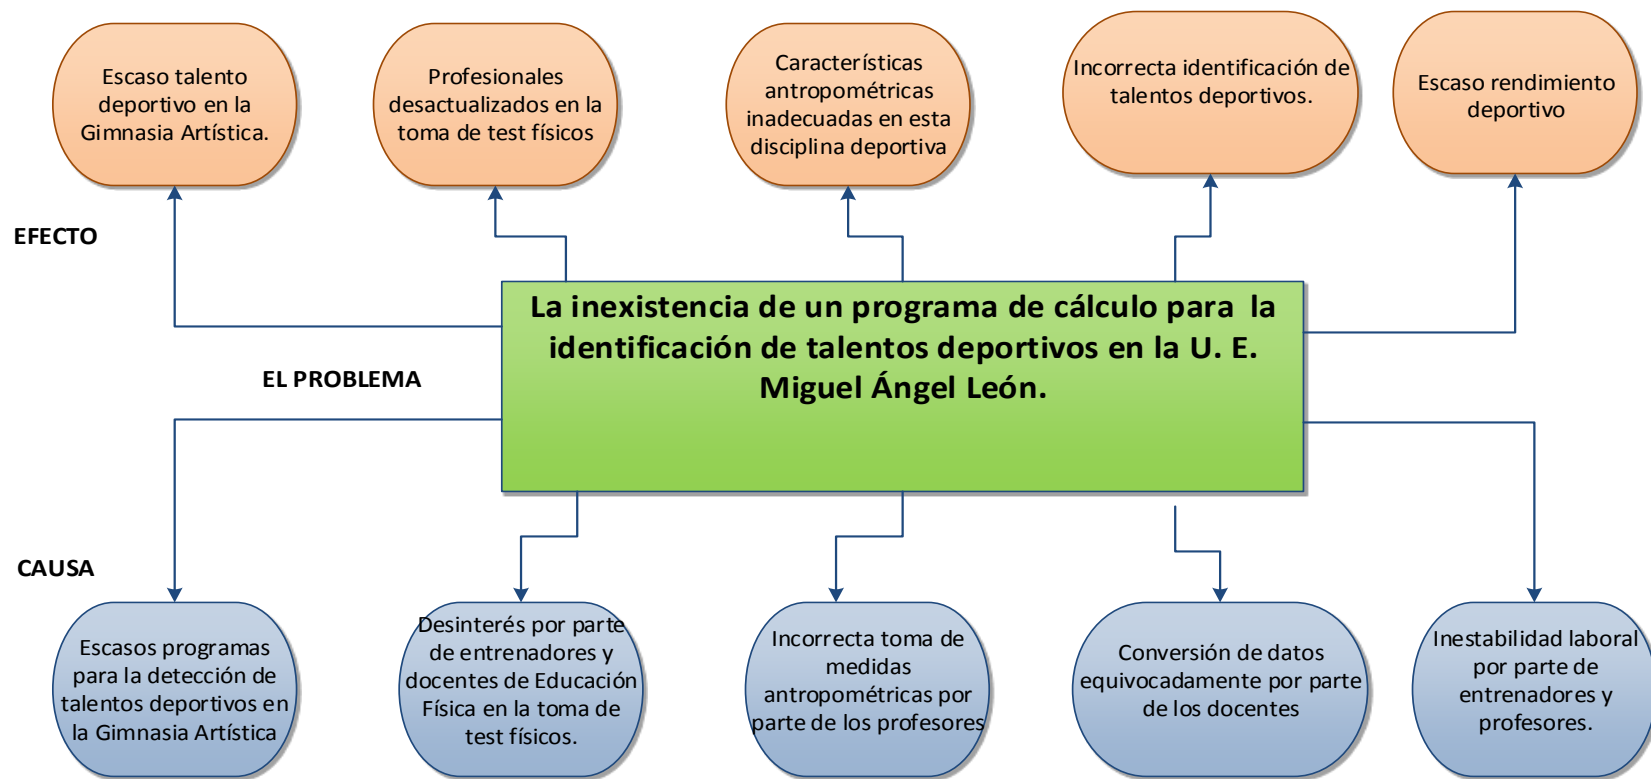 Escaso talento
deportivo en la
Gimnasia Artística.
Profesionales
desactualizados en la
toma de test físicos
Características
antropométricas
inadecuadas en esta
disciplina deportiva
Incorrecta identificación de
talentos deportivos.
Escaso rendimiento
deportivo
EFECTO
La inexistencia de un programa de cálculo para  la
identificación de talentos deportivos en la U. E.
Miguel Ángel León.
EL PROBLEMA
CAUSA
Escasos programas
para la detección de
talentos deportivos en
la Gimnasia Artística
Desinterés por parte
de entrenadores y
docentes de Educación
Física en la toma de
test físicos.
Incorrecta toma de
medidas
antropométricas por
parte de los profesores
Conversión de datos
equivocadamente por parte
de los docentes
Inestabilidad laboral
por parte de
entrenadores y
profesores.